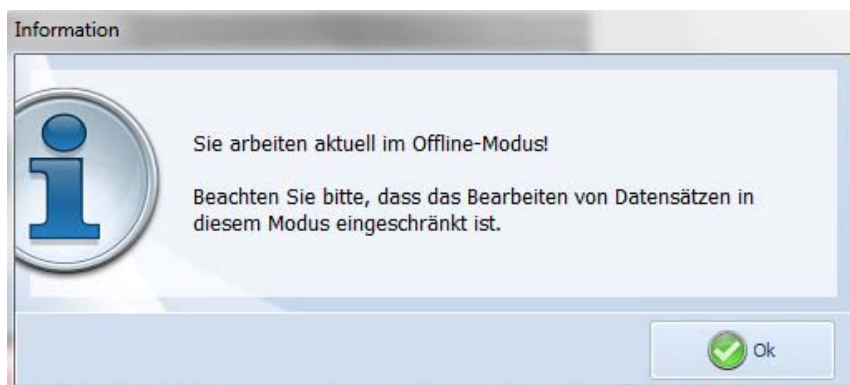 Information
Sie arbeiten aktuell im Offline-Modus!
Beachten Sie bitte, dass das Bearbeiten von Datensätzen in
diesem Modus eingeschränkt ist.
Ok